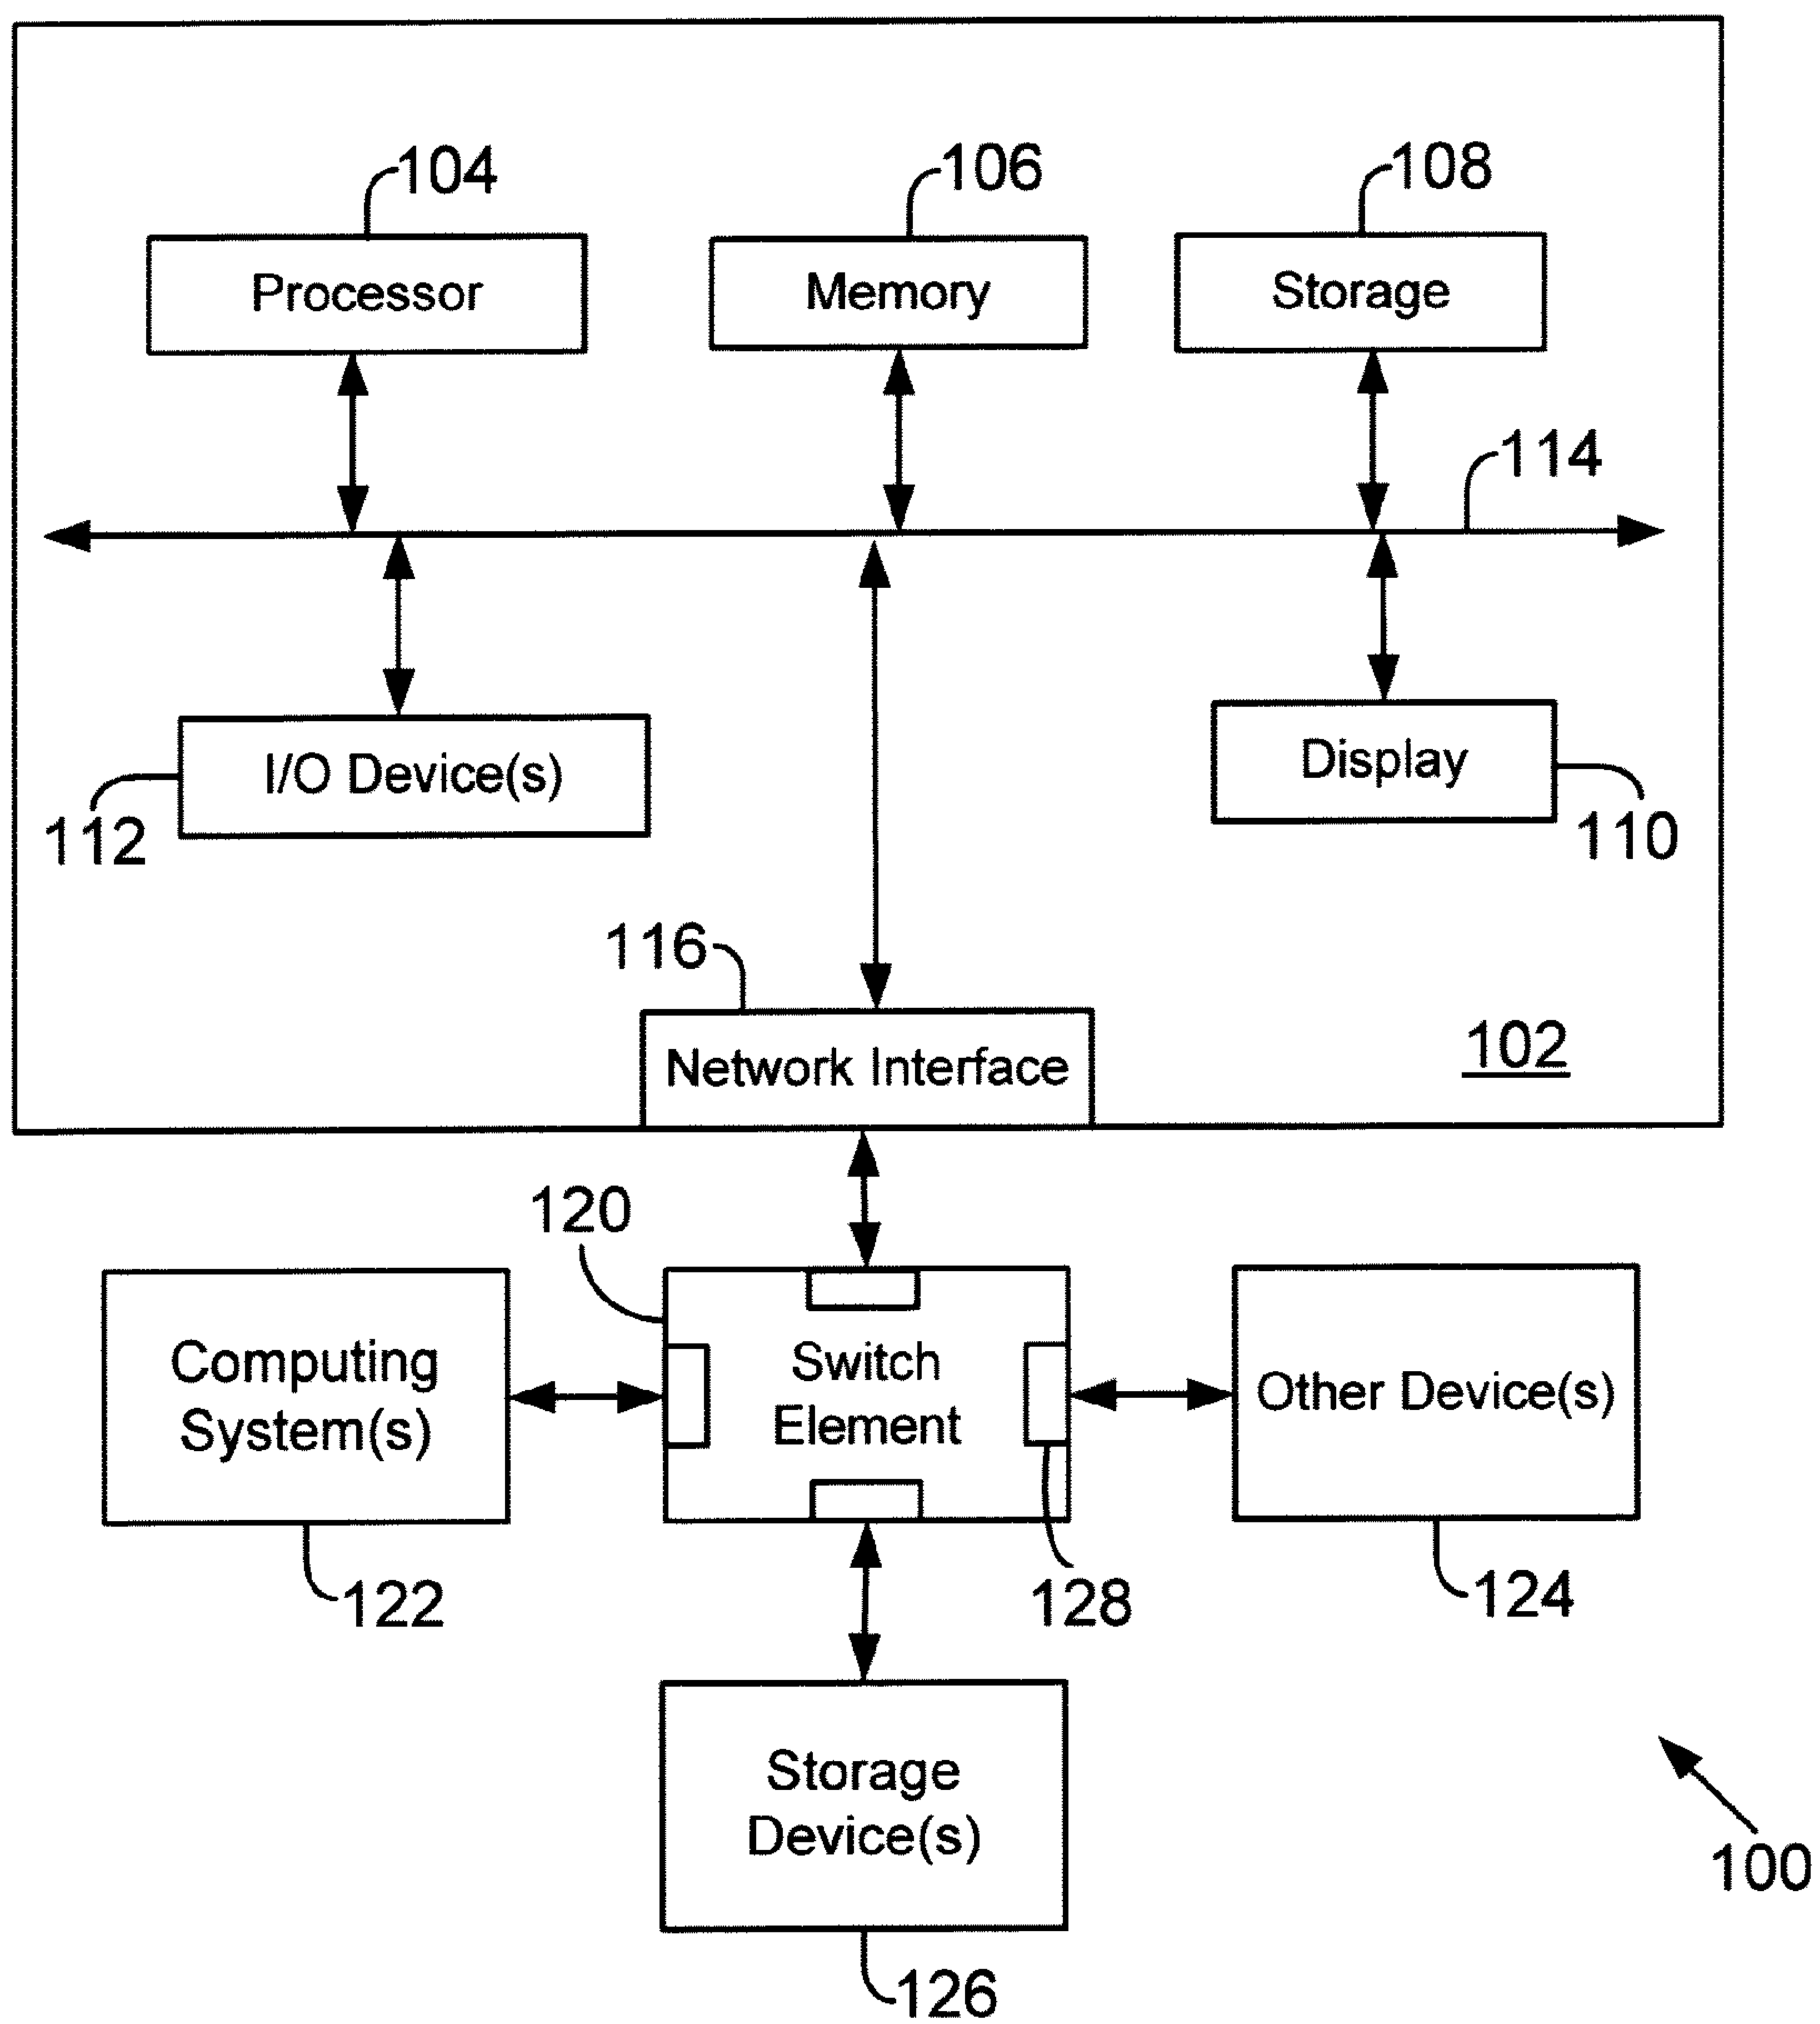 104
106
108
Processor
Memory
Storage
114
I/O Device(s)
Display
112
110
116
102
Network Interface
120
Computing
System(s)
Switch
Element
Other Device(s)
122
128
124
Storage
Device(s)
100
126